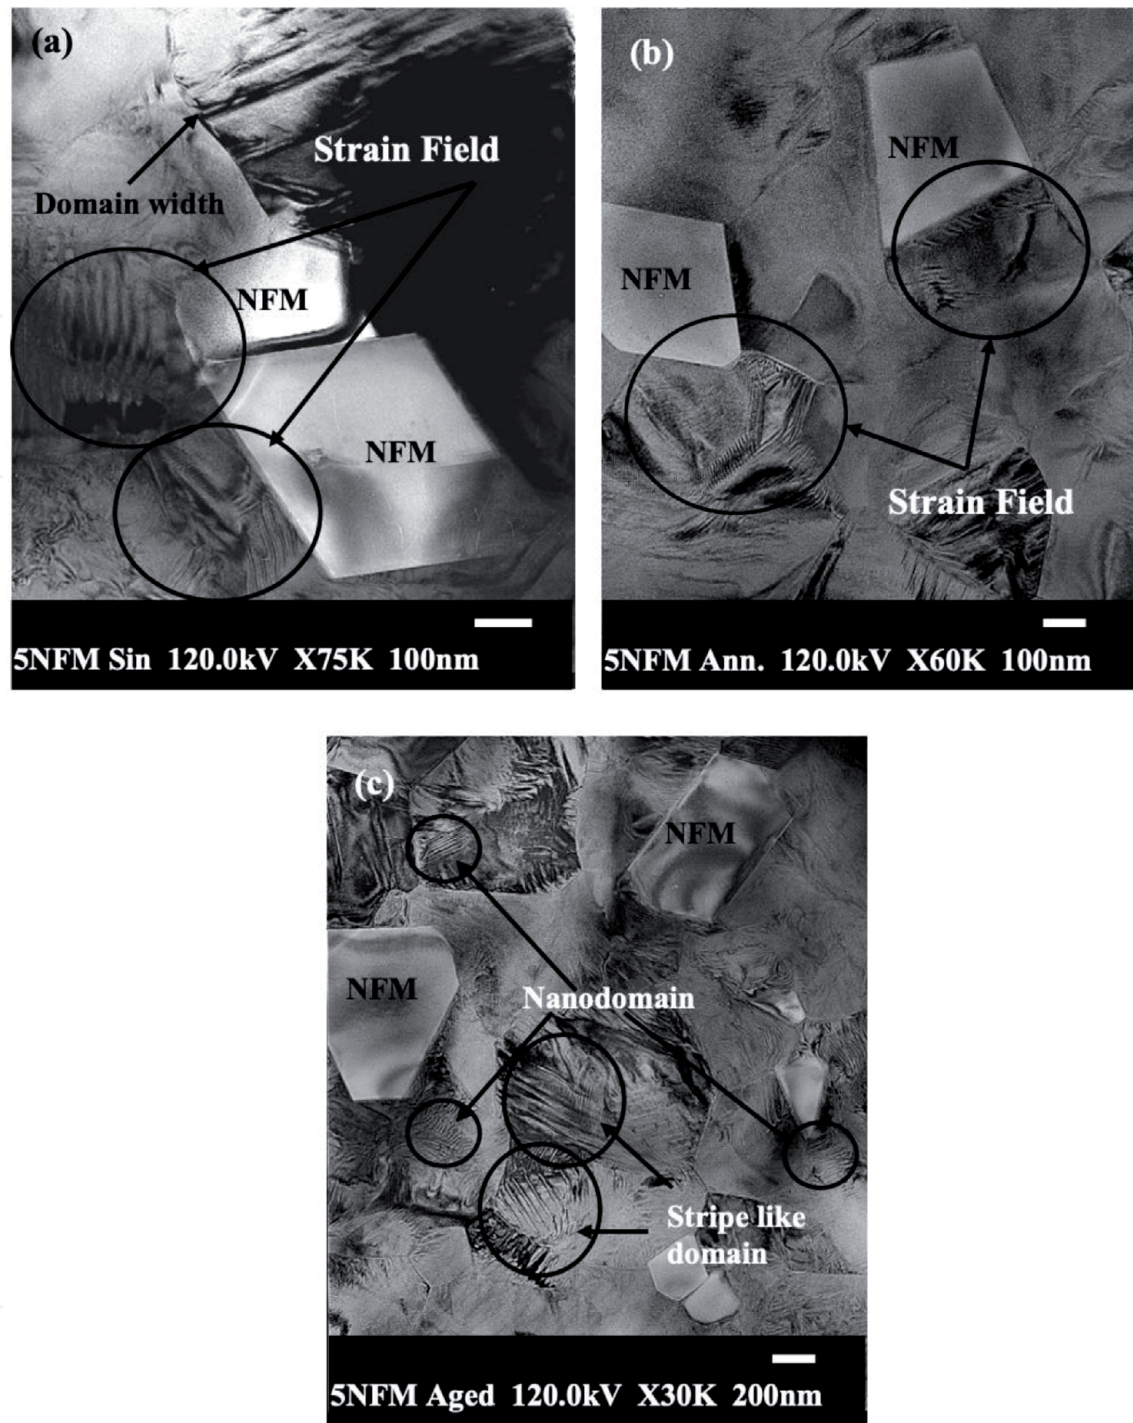 (a)
Strain Field
Domain width
NFM
NFM
5NFM Sin 120.0kV X75K 100nm
(b)
NFM
NFM
Strain Field
5NFM Ann. 120.0kV X60K 100nm
(c)
NFM
NFM
Nanodomain
Stripe like
domain
5NFM Aged 120.0kV X30K 200nm